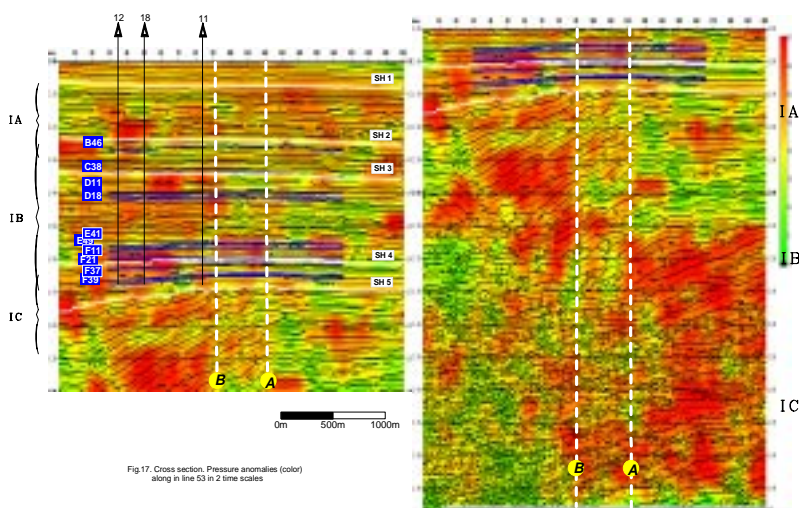 12 18 11
SH 1
IA
SH 2
B46
C38
SH 3
D11
D18
IB
E41
F11
F21
SH 4
F37
F39
SH 5
IC
B A
0m 500m 1000m
Fig.17. Cross section. Pressure anomalies (color)
along in line 53 in 2 time scales
IA
IB
IC
B A